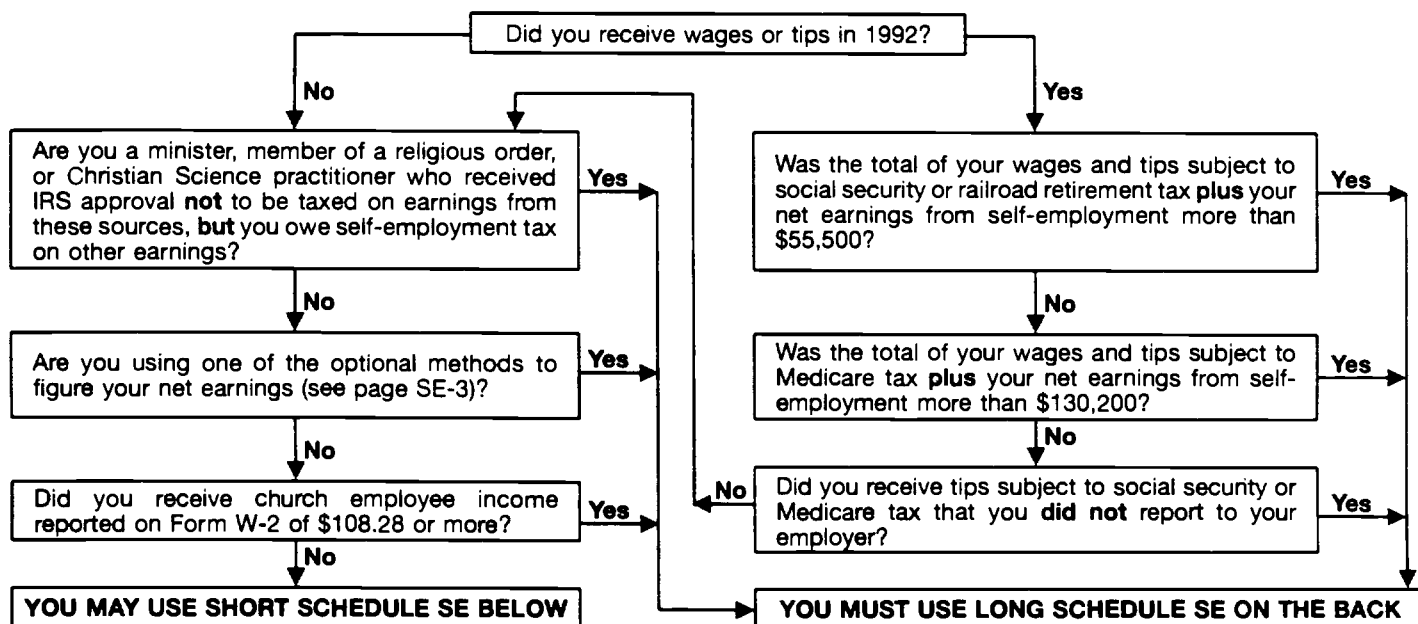 Did you receive wages or tips in 1992?
No
Yes
Are you a minister, member of a religious order,
or Christian Science practitioner who received
IRS approval not to be taxed on earnings from
these sources, but you owe self-employment tax
on other earnings?
Yes
Was the total of your wages and tips subject to
social security or railroad retirement tax plus your
net earnings from self-employment more than
$55,500?
Yes
No
No
Are you using one of the optional methods to
figure your net earnings (see page SE-3)?
Yes
Was the total of your wages and tips subject to
Medicare tax plus your net earnings from self-
employment more than $130,200?
Yes
No
No
Did you receive church employee income
reported on Form W-2 of $108.28 or more?
Yes
No
Did you receive tips subject to social security or
Medicare tax that you did not report to your
employer?
Yes
No
YOU MAY USE SHORT SCHEDULE SE BELOW
YOU MUST USE LONG SCHEDULE SE ON THE BACK